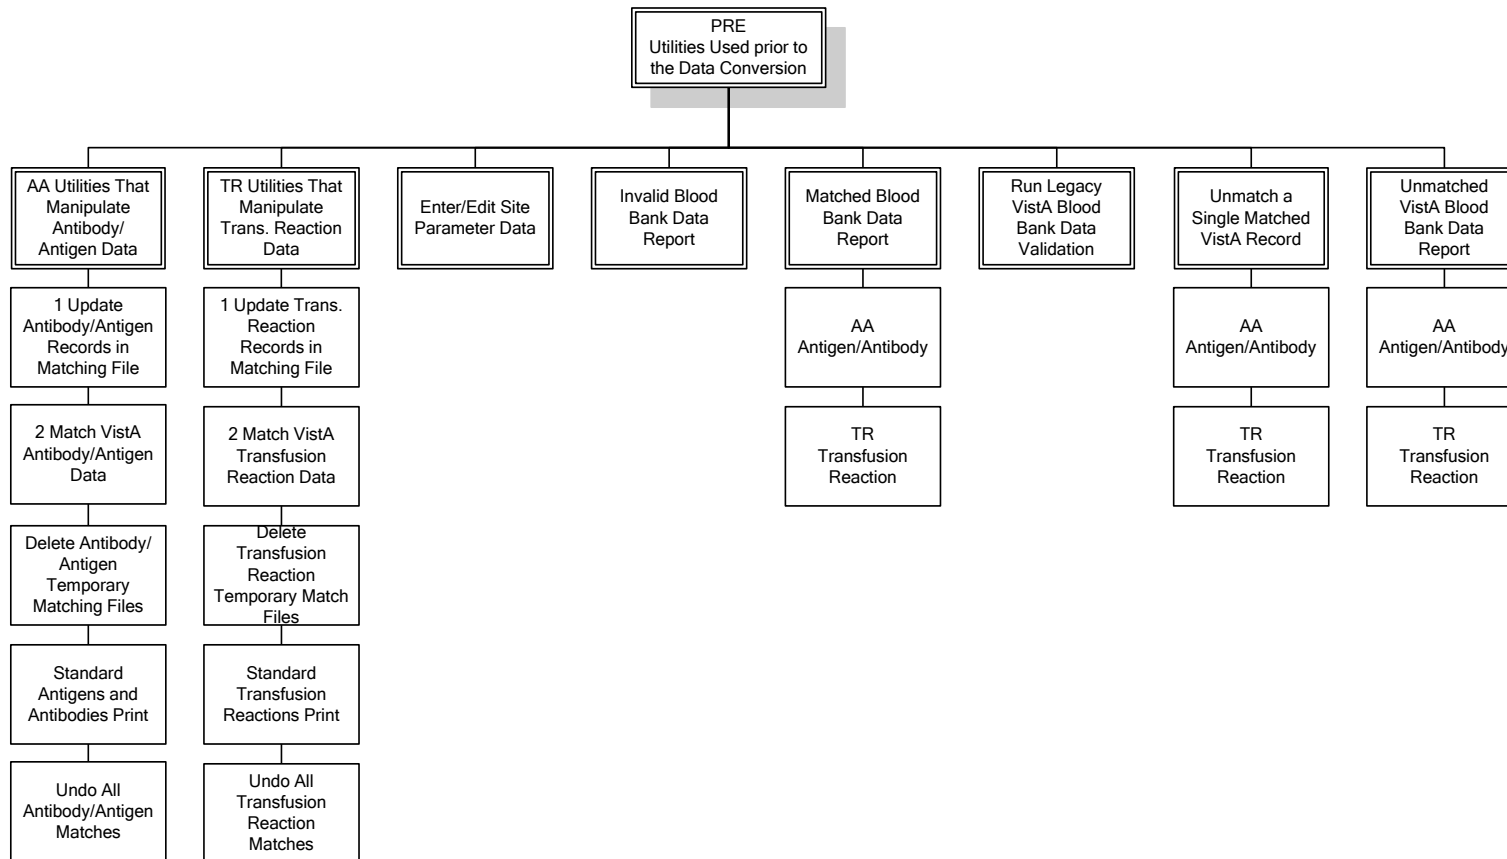 PRE
Utilities Used prior to
the Data Conversion
AA Utilities That
Manipulate
Antibody/
Antigen Data
TR Utilities That
Manipulate
Trans. Reaction
Data
Enter/Edit Site
Parameter Data
Invalid Blood
Bank Data
Report
Matched Blood
Bank Data
Report
Run Legacy
VistA Blood
Bank Data
Validation
Unmatch a
Single Matched
VistA Record
Unmatched
VistA Blood
Bank Data
Report
1 Update
Antibody/Antigen
Records in
Matching File
1 Update Trans.
Reaction
Records in
Matching File
AA
Antigen/Antibody
AA
Antigen/Antibody
AA
Antigen/Antibody
2 Match VistA
Antibody/Antigen
Data
2 Match VistA
Transfusion
Reaction Data
TR
Transfusion
Reaction
TR
Transfusion
Reaction
TR
Transfusion
Reaction
Delete Antibody/
Antigen
Temporary
Matching Files
Delete
Transfusion
Reaction
Temporary Match
Files
Standard
Antigens and
Antibodies Print
Standard
Transfusion
Reactions Print
Undo All
Antibody/Antigen
Matches
Undo All
Transfusion
Reaction
Matches